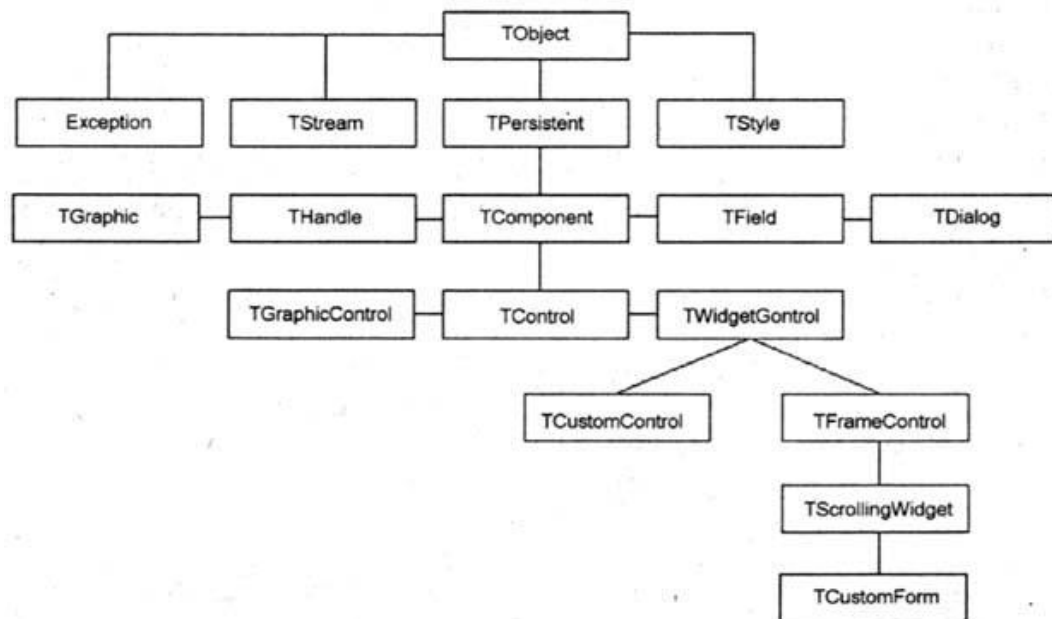 TObject
Exception
TStream
TPersistent
TStyle
TGraphic
THandle
TComponent
TField
TDialog
TGraphicControl
TControl
TWidgetGontrol
TCustomControl
TFrameControl
TScrollingWidget
TCustomForm